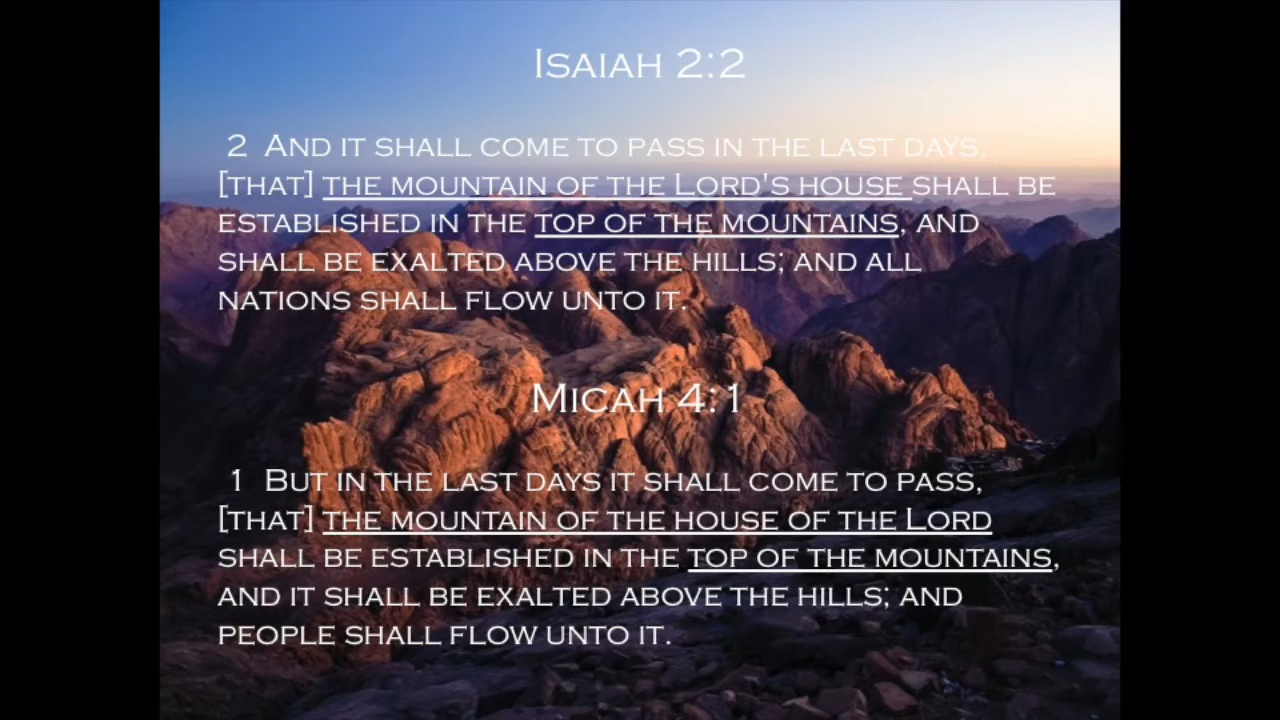 Isaiah 2:2
2 And it shall come to pass in the last days,
[that] the mountain of the Lord's house shall be
established in the top of the mountains, and
shall be exalted above the hills; and all
nations shall flow unto it.
Micah 4:1
1 But in the last days it shall come to pass,
[that] the mountain of the house of the Lord
shall be established in the top of the mountains,
and it shall be exalted above the hills; and
people shall flow unto it.